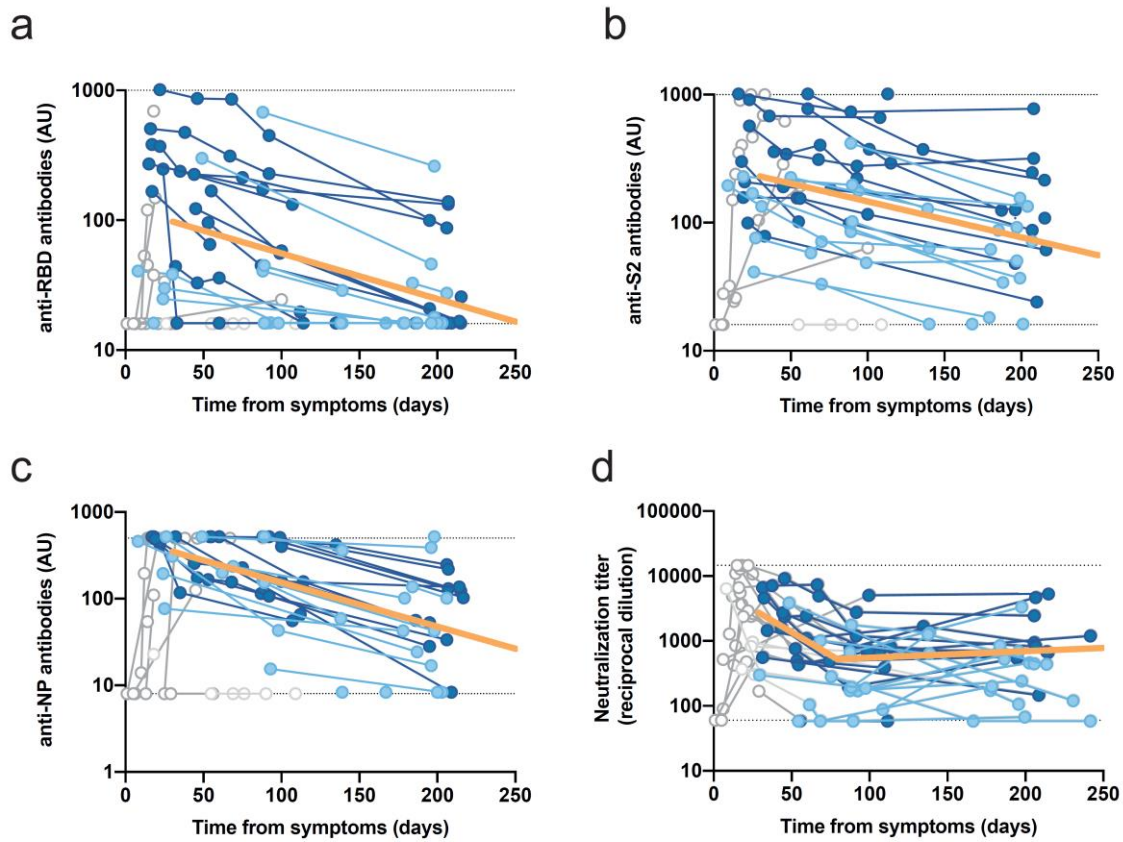 a
anti-RBD antibodies (AU)
1000
100
10
0 50 100 150 200 250
Time from symptoms (days)
b
anti-S2 antibodies (AU)
1000
100
10
0 50 100 150 200 250
Time from symptoms (days)
c
anti-NP antibodies (AU)
1000
100
10
1
0 50 100 150 200 250
Time from symptoms (days)
d
Neutralization titer
(reciprocal dilution)
100000
10000
1000
100
10
0 50 100 150 200 250
Time from symptoms (days)